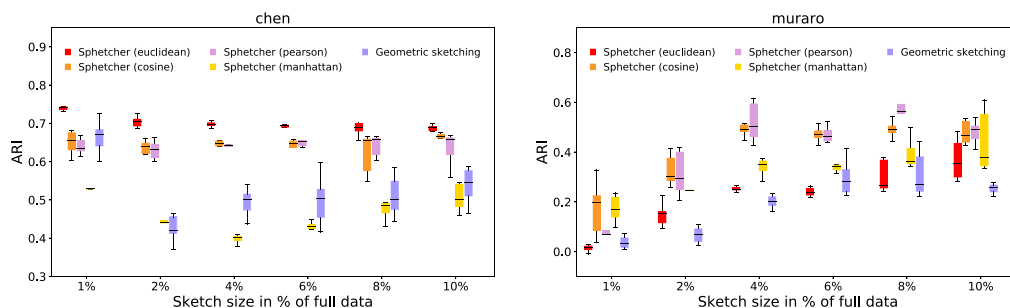 chen
0.9
0.8
0.7
0.6
0.5
0.4
0.3
ARI
Sphetcher (euclidean)
Sphetcher (cosine)
Sphetcher (pearson)
Sphetcher (manhattan)
Geometric sketching
1% 2% 4% 6% 8% 10%
Sketch size in % of full data
muraro
0.8
0.6
0.4
0.2
0.0
ARI
Sphetcher (euclidean)
Sphetcher (cosine)
Sphetcher (pearson)
Sphetcher (manhattan)
Geometric sketching
1% 2% 4% 6% 8% 10%
Sketch size in % of full data